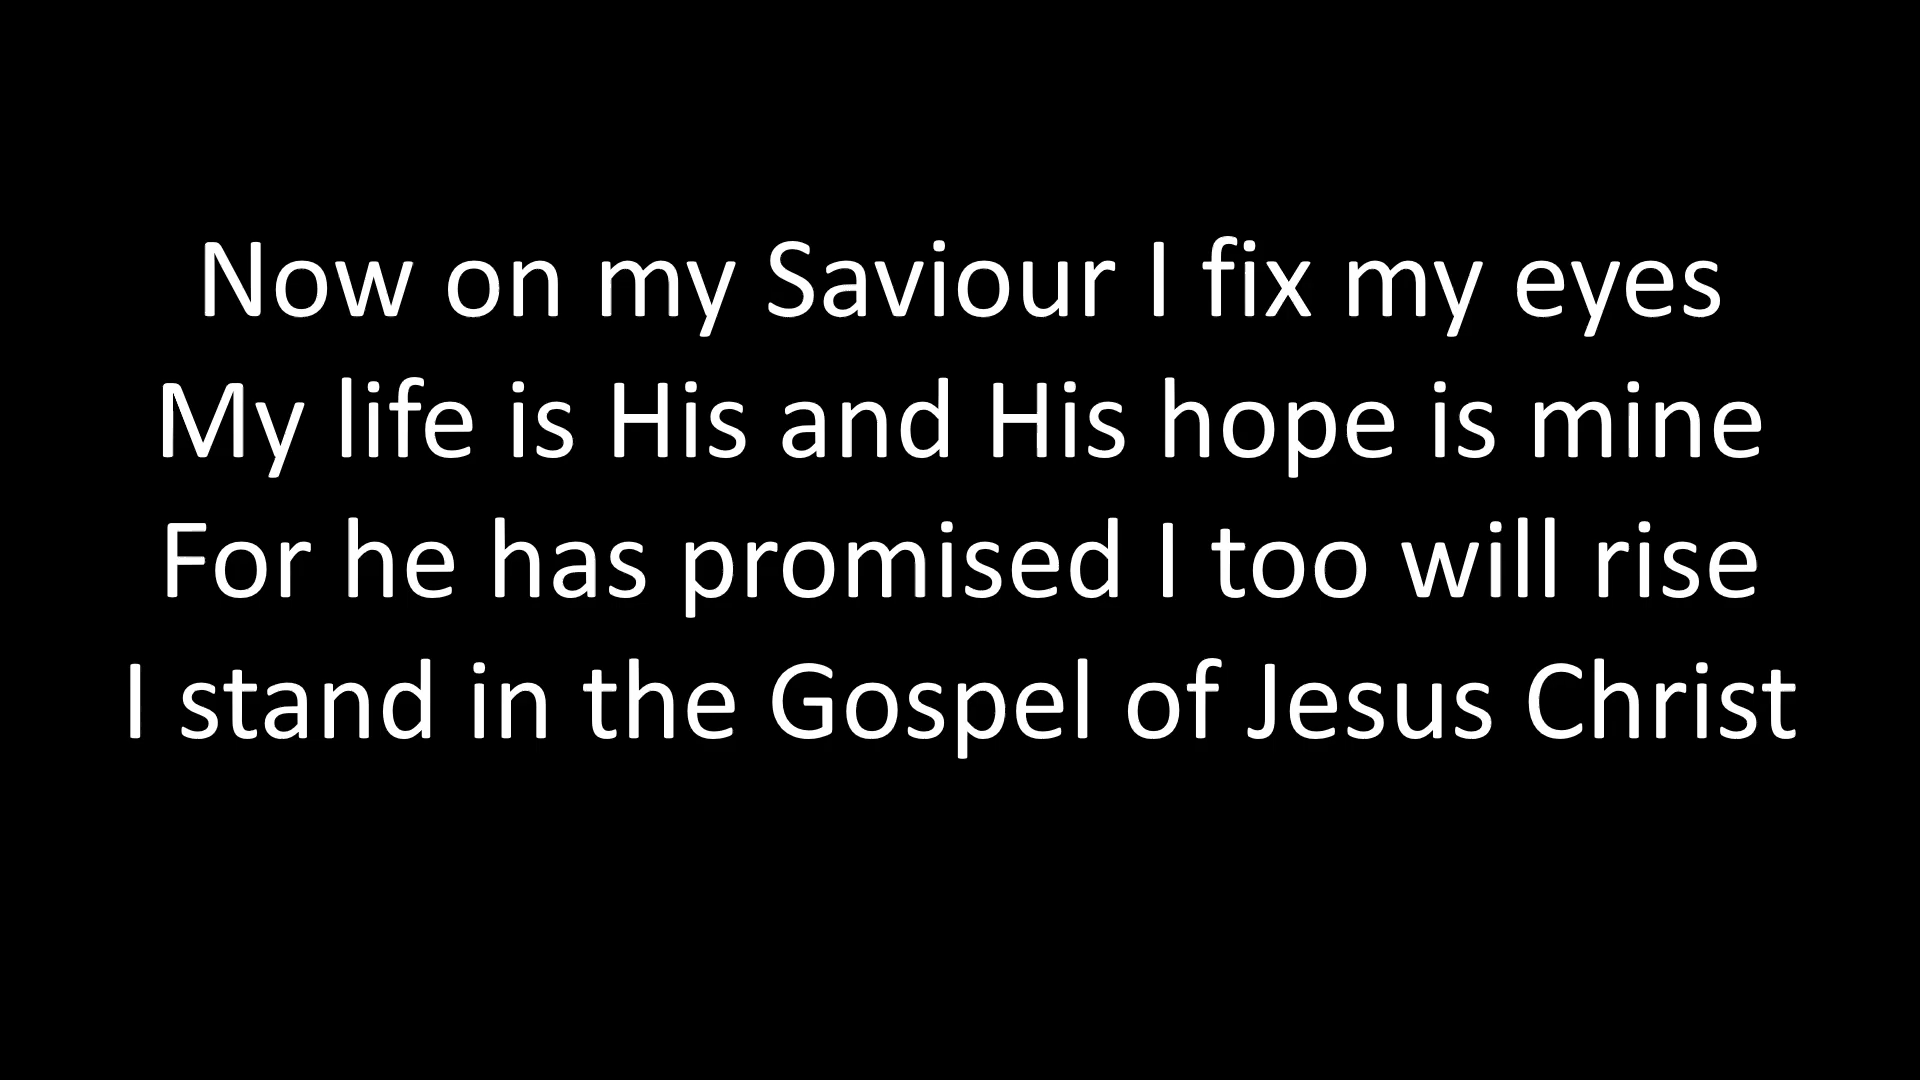 Now on my Saviour I fix my eyes
My life is His and His hope is mine
For he has promised I too will rise
I stand in the Gospel of Jesus Christ